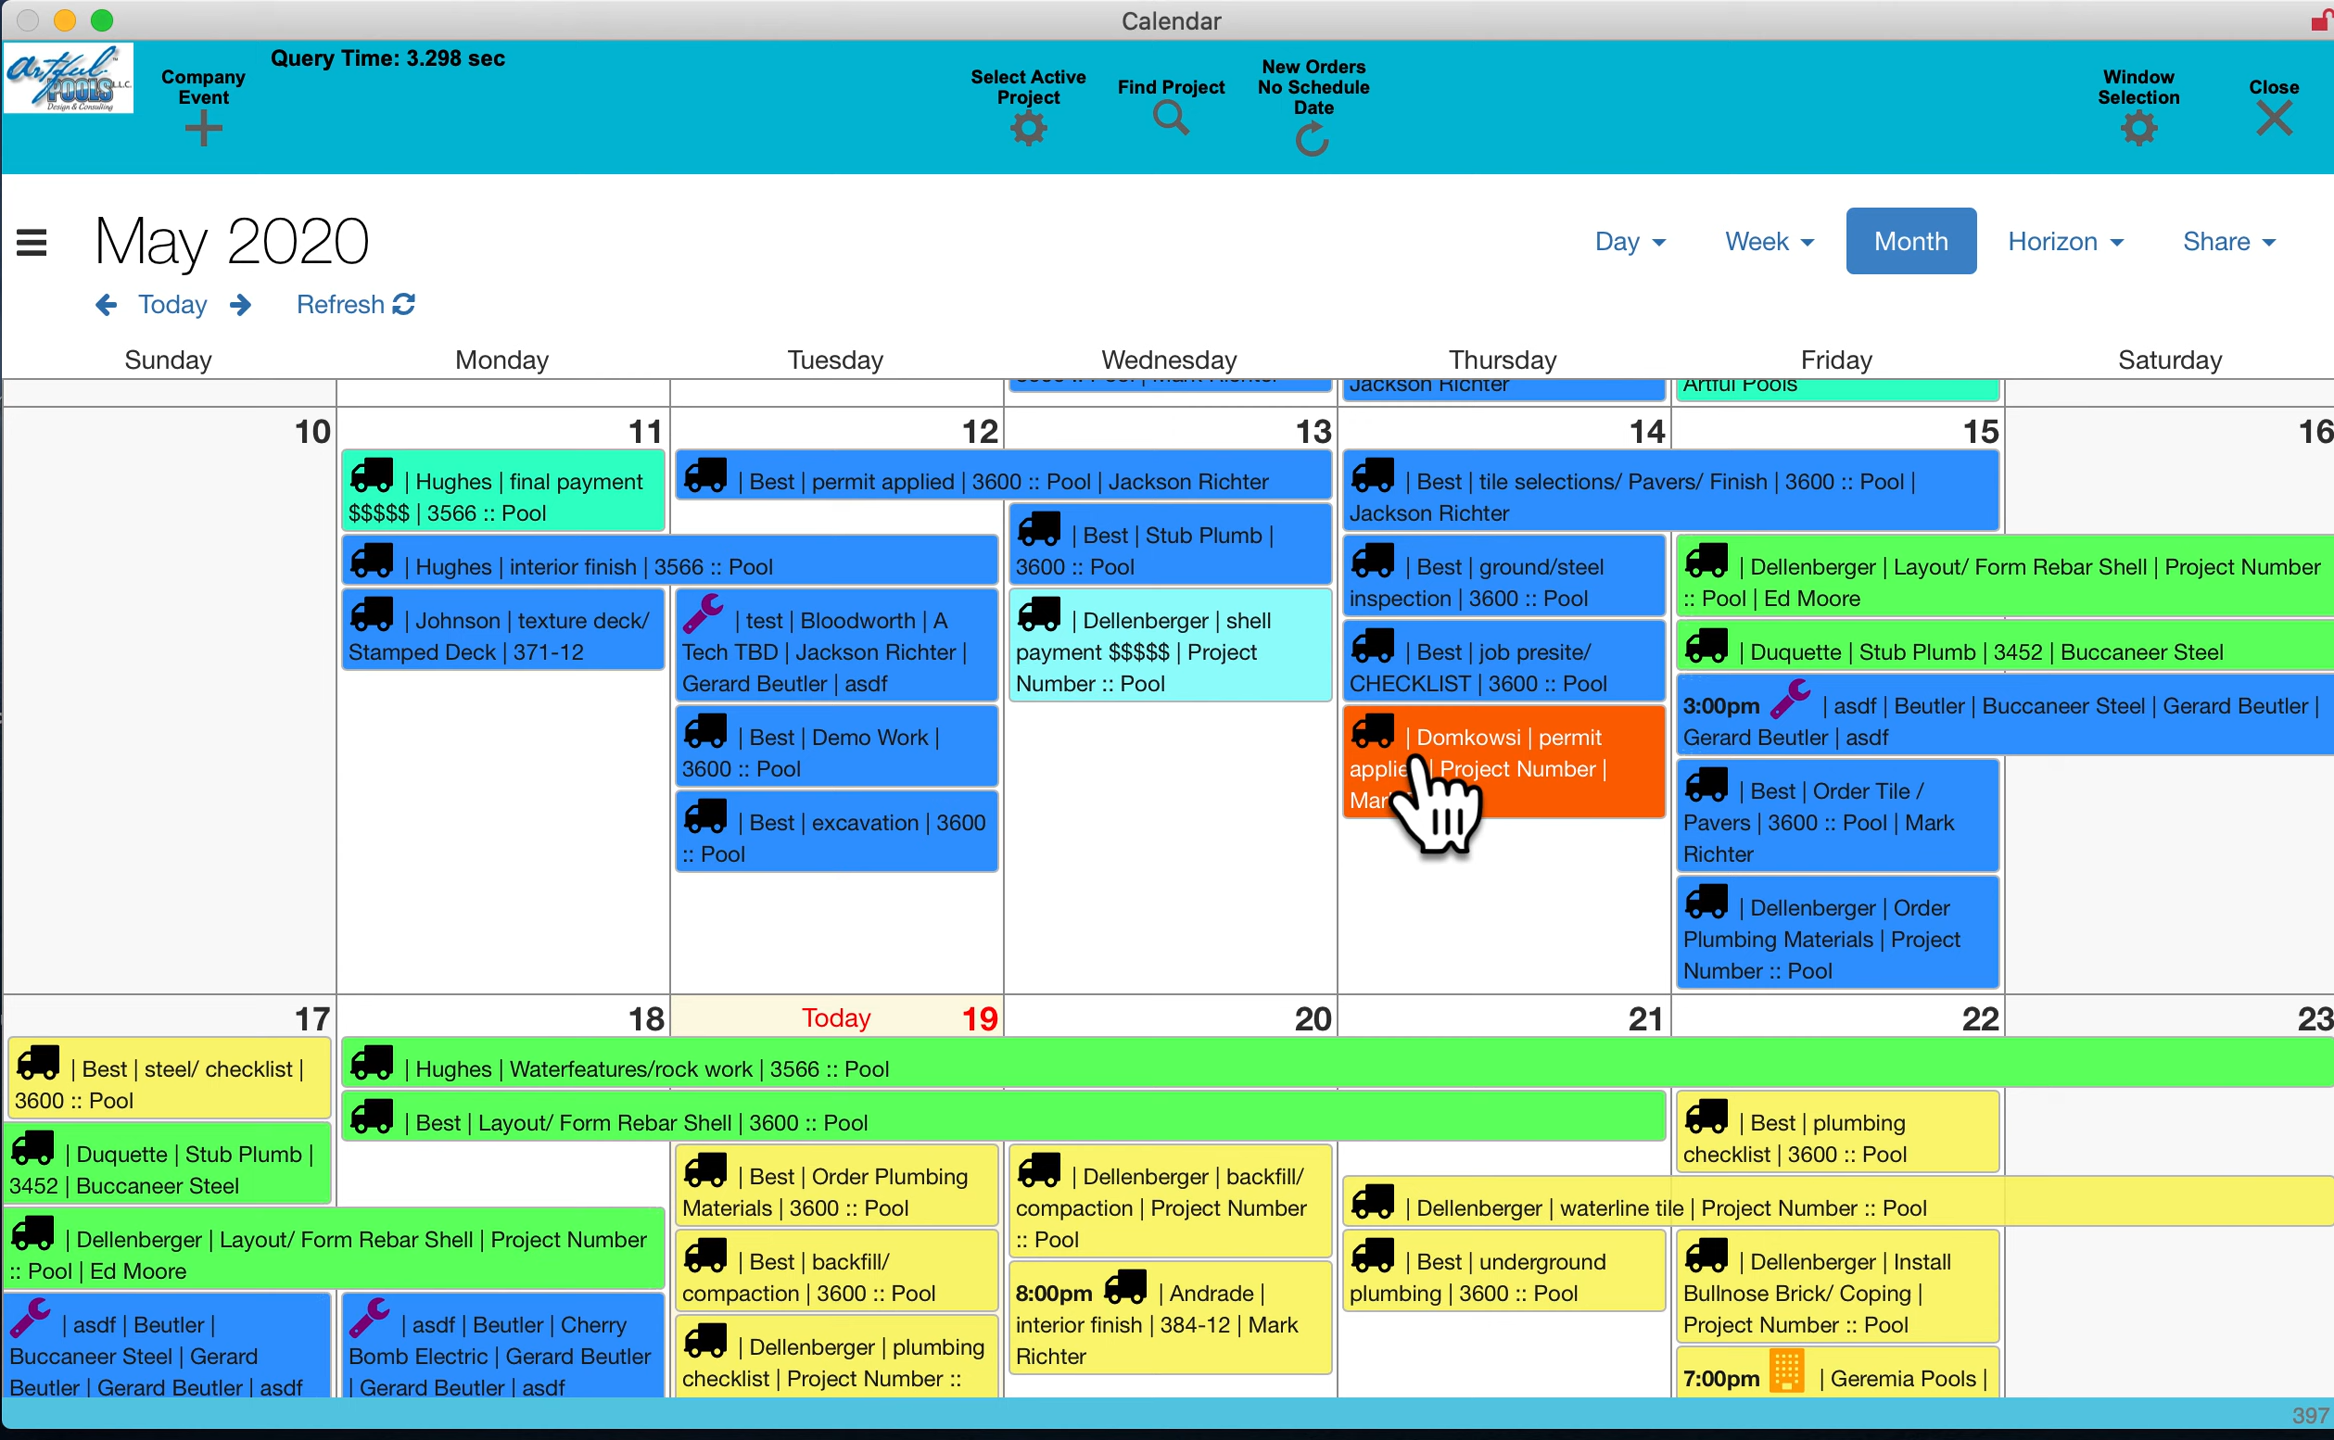 Calendar
Artful
POOLS L.L.C.
Design & Consulting
Company
Event
Query Time: 3.298 sec
Select Active
Project
Find Project
New Orders
No Schedule
Date
Window
Selection
Close
May 2020
Today
Refresh
Day
Week
Month
Horizon
Share
Sunday
Monday
Tuesday
Wednesday
Thursday
Friday
Saturday
Jackson Richter
Artful Pools
10
11
12
13
14
15
16
| Hughes | final payment
$$$$$ | 3566 :: Pool
| Hughes | interior finish | 3566 :: Pool
| Johnson | texture deck/
Stamped Deck | 371-12
| Best | permit applied | 3600 :: Pool | Jackson Richter
| test | Bloodworth | A
Tech TBD | Jackson Richter |
Gerard Beutler | asdf
| Best | Demo Work |
3600 :: Pool
| Best | excavation | 3600
:: Pool
| Best | Stub Plumb |
3600 :: Pool
| Dellenberger | shell
payment $$$$$ | Project
Number :: Pool
| Best | tile selections/ Pavers/ Finish | 3600 :: Pool |
Jackson Richter
| Best | ground/steel
inspection | 3600 :: Pool
| Best | job presite/
CHECKLIST | 3600 :: Pool
| Domkowsi | permit
| Project Number |
| Dellenberger | Layout/ Form Rebar Shell | Project Number
:: Pool | Ed Moore
| Duquette | Stub Plumb | 3452 | Buccaneer Steel
3:00pm | asdf | Beutler | Buccaneer Steel | Gerard Beutler |
Gerard Beutler | asdf
| Best | Order Tile /
Pavers | 3600 :: Pool | Mark
Richter
| Dellenberger | Order
Plumbing Materials | Project
Number :: Pool
17
18
Today 19
20
21
22
23
| Best | steel/ checklist |
3600 :: Pool
| Duquette | Stub Plumb |
3452 | Buccaneer Steel
| Dellenberger | Layout/ Form Rebar Shell | Project Number
:: Pool | Ed Moore
| asdf | Beutler |
Buccaneer Steel | Gerard
Beutler | Gerard Beutler | asdf
| Hughes | Waterfeatures/rock work | 3566 :: Pool
| Best | Layout/ Form Rebar Shell | 3600 :: Pool
| asdf | Beutler | Cherry
Bomb Electric | Gerard Beutler
| Gerard Beutler | asdf
| Best | Order Plumbing
Materials | 3600 :: Pool
| Best | backfill/
compaction | 3600 :: Pool
| Dellenberger | plumbing
checklist | Project Number ::
| Dellenberger | backfill/
compaction | Project Number
:: Pool
8:00pm | Andrade |
interior finish | 384-12 | Mark
Richter
| Dellenberger | waterline tile | Project Number :: Pool
| Best | underground
plumbing | 3600 :: Pool
| Best | plumbing
checklist | 3600 :: Pool
| Dellenberger | Install
Bullnose Brick/ Coping |
Project Number :: Pool
7:00pm | Geremia Pools |
397